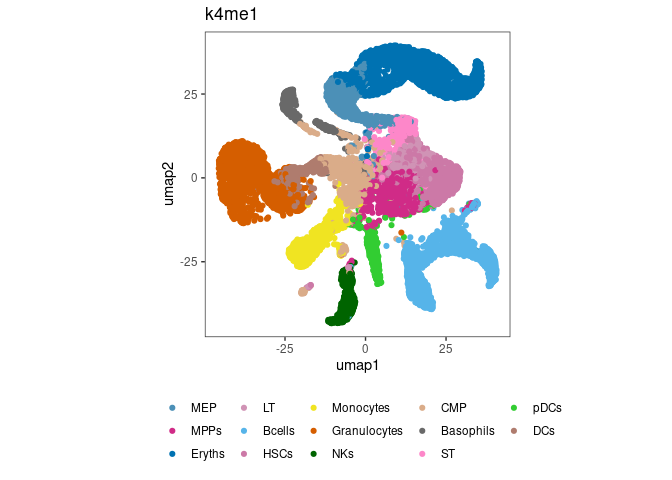 k4me1
umap2
25
0
-25
-25 0 25
umap1
MEP LT Monocytes CMP pDCs
MPPs Bcells Granulocytes Basophils DCs
Eryths HSCs NKs ST